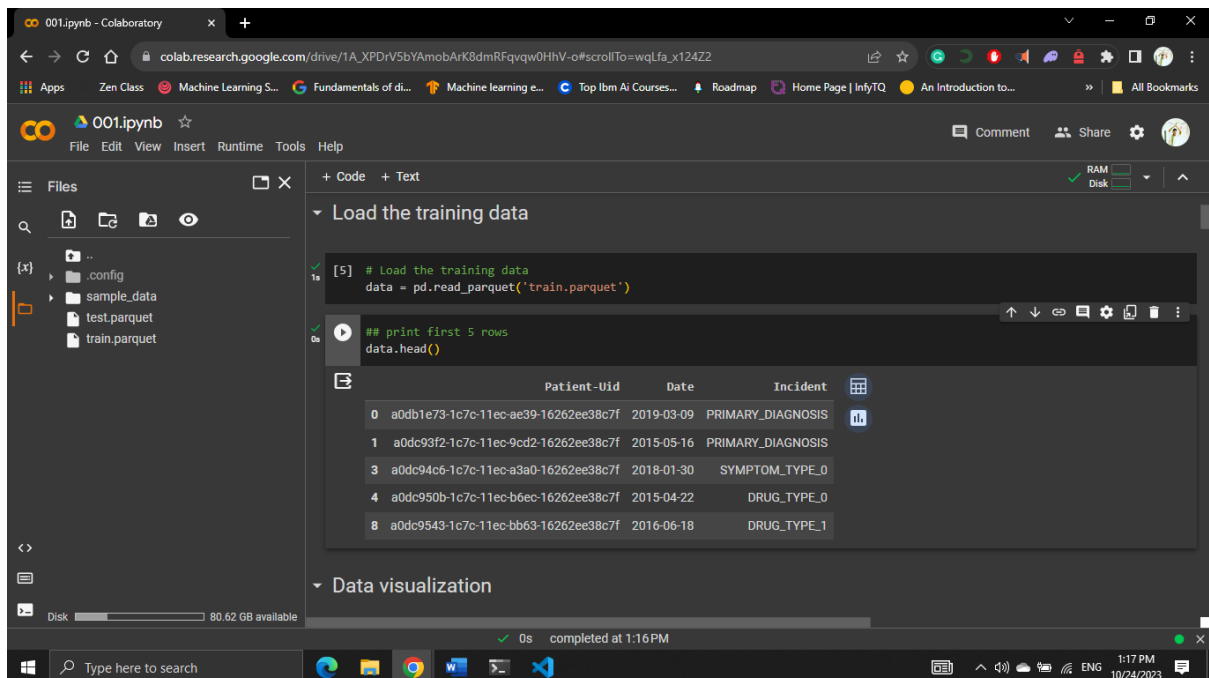 001.ipynb - Colaboratory
colab.research.google.com/drive/1A_XPDrV5bYAmobArK8dmRFqvqw0HhV-o#scrollTo=wqLfa_x124Z2
Apps Zen Class Machine Learning S... Fundamentals of di... Machine learning e... Top Ibm Ai Courses... Roadmap Home Page | InfyTQ An Introduction to... » All Bookmarks
001.ipynb
Comment Share
File Edit View Insert Runtime Tools Help
Files
+ Code + Text
RAM
Disk
Load the training data
..
.config
sample_data
test.parquet
train.parquet
{x}
1s [5] # Load the training data
data = pd.read_parquet('train.parquet')
0s ## print first 5 rows
data.head()
Patient-Uid Date Incident
0 a0db1e73-1c7c-11ec-ae39-16262ee38c7f 2019-03-09 PRIMARY_DIAGNOSIS
1 a0dc93f2-1c7c-11ec-9cd2-16262ee38c7f 2015-05-16 PRIMARY_DIAGNOSIS
3 a0dc94c6-1c7c-11ec-a3a0-16262ee38c7f 2018-01-30 SYMPTOM_TYPE_0
4 a0dc950b-1c7c-11ec-b6ec-16262ee38c7f 2015-04-22 DRUG_TYPE_0
8 a0dc9543-1c7c-11ec-bb63-16262ee38c7f 2016-06-18 DRUG_TYPE_1
Data visualization
Disk 80.62 GB available
0s completed at 1:16 PM
Type here to search
ENG
1:17 PM
10/24/2023